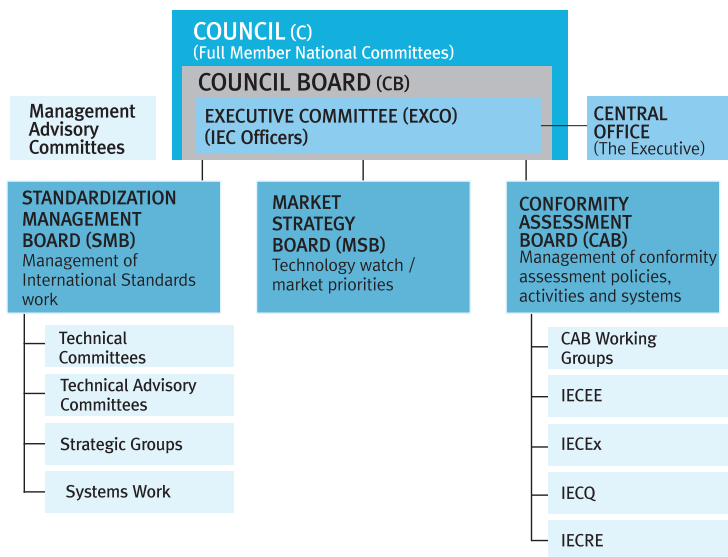 COUNCIL (C)
(Full Member National Committees)
COUNCIL BOARD (CB)
EXECUTIVE COMMITTEE (EXCO)
(IEC Officers)
Management
Advisory
Committees
CENTRAL
OFFICE
(The Executive)
STANDARDIZATION
MANAGEMENT
BOARD (SMB)
Management of
International Standards
work
MARKET
STRATEGY
BOARD (MSB)
Technology watch /
market priorities
CONFORMITY
ASSESSMENT
BOARD (CAB)
Management of conformity
assessment policies,
activities and systems
Technical
Committees
Technical Advisory
Committees
Strategic Groups
Systems Work
CAB Working
Groups
IECEE
IECEx
IECQ
IECRE